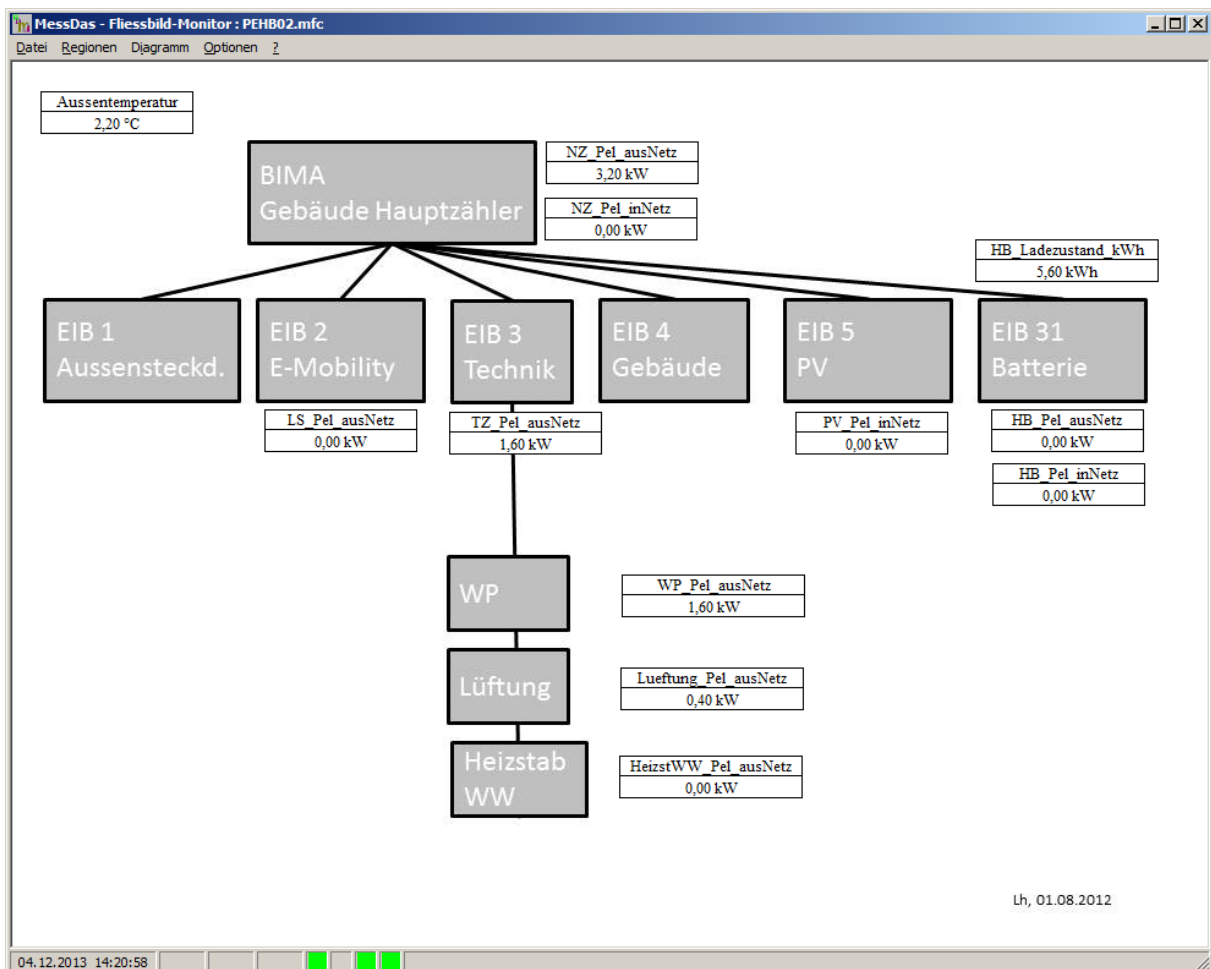 MessDas - Fliessbild-Monitor : PEHB02.mfc
Datei Regionen Diagramm Optionen ?
Aussentemperatur
2,20 °C
BIMA
Gebäude Hauptzähler
NZ_Pel_ausNetz
3,20 kW
NZ_Pel_inNetz
0,00 kW
HB_Ladezustand_kWh
5,60 kWh
EIB 1
Aussensteckd.
EIB 2
E-Mobility
EIB 3
Technik
EIB 4
Gebäude
EIB 5
PV
EIB 31
Batterie
LS_Pel_ausNetz
0,00 kW
TZ_Pel_ausNetz
1,60 kW
PV_Pel_inNetz
0,00 kW
HB_Pel_ausNetz
0,00 kW
HB_Pel_inNetz
0,00 kW
WP
WP_Pel_ausNetz
1,60 kW
Lüftung
Lueftung_Pel_ausNetz
0,40 kW
Heizstab
WW
HeizstWW_Pel_ausNetz
0,00 kW
Lh, 01.08.2012
04.12.2013 14:20:58